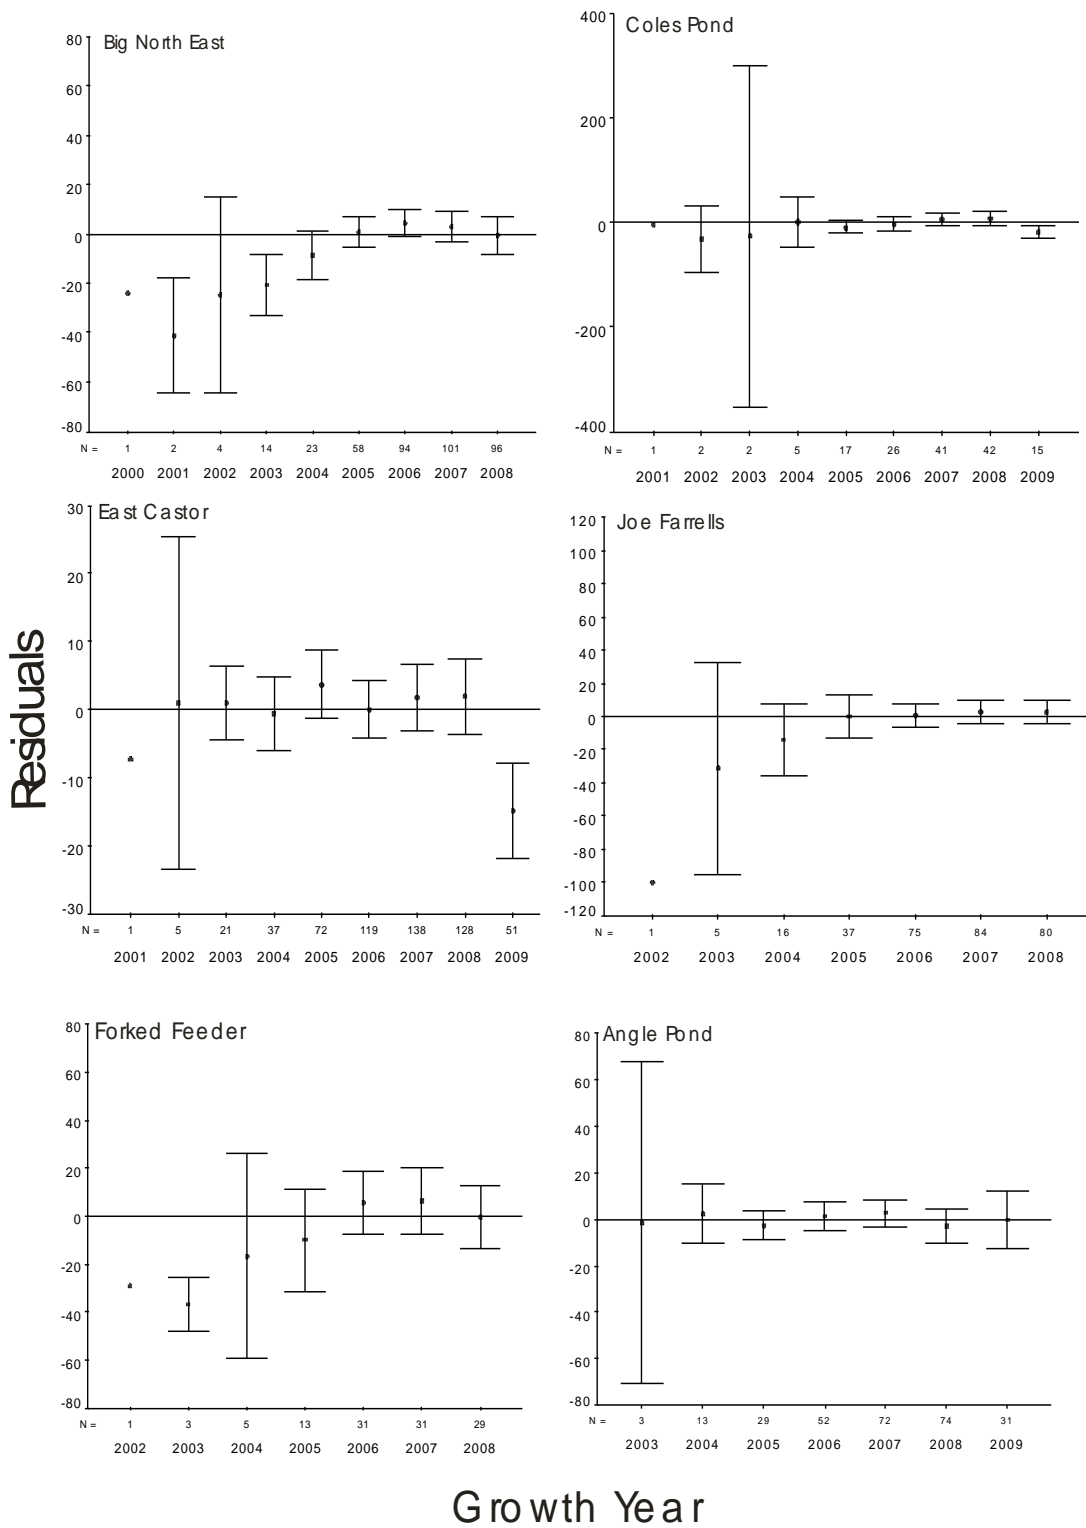 Residuals
Big North East
80
60
40
20
0
-20
-40
-60
-80
N = 1 2 4 14 23 58 94 101 96
2000 2001 2002 2003 2004 2005 2006 2007 2008
Coles Pond
400
200
0
-200
-400
N = 1 2 2 5 17 26 41 42 15
2001 2002 2003 2004 2005 2006 2007 2008 2009
East Castor
30
20
10
0
-10
-20
-30
N = 1 5 21 37 72 119 138 128 51
2001 2002 2003 2004 2005 2006 2007 2008 2009
Joe Farrells
120
100
80
60
40
20
0
-20
-40
-60
-80
-100
-120
N = 1 5 16 37 75 84 80
2002 2003 2004 2005 2006 2007 2008
Forked Feeder
80
60
40
20
0
-20
-40
-60
-80
N = 1 3 5 13 31 31 29
2002 2003 2004 2005 2006 2007 2008
Angle Pond
80
60
40
20
0
-20
-40
-60
-80
N = 3 13 29 52 72 74 31
2003 2004 2005 2006 2007 2008 2009
Growth Year